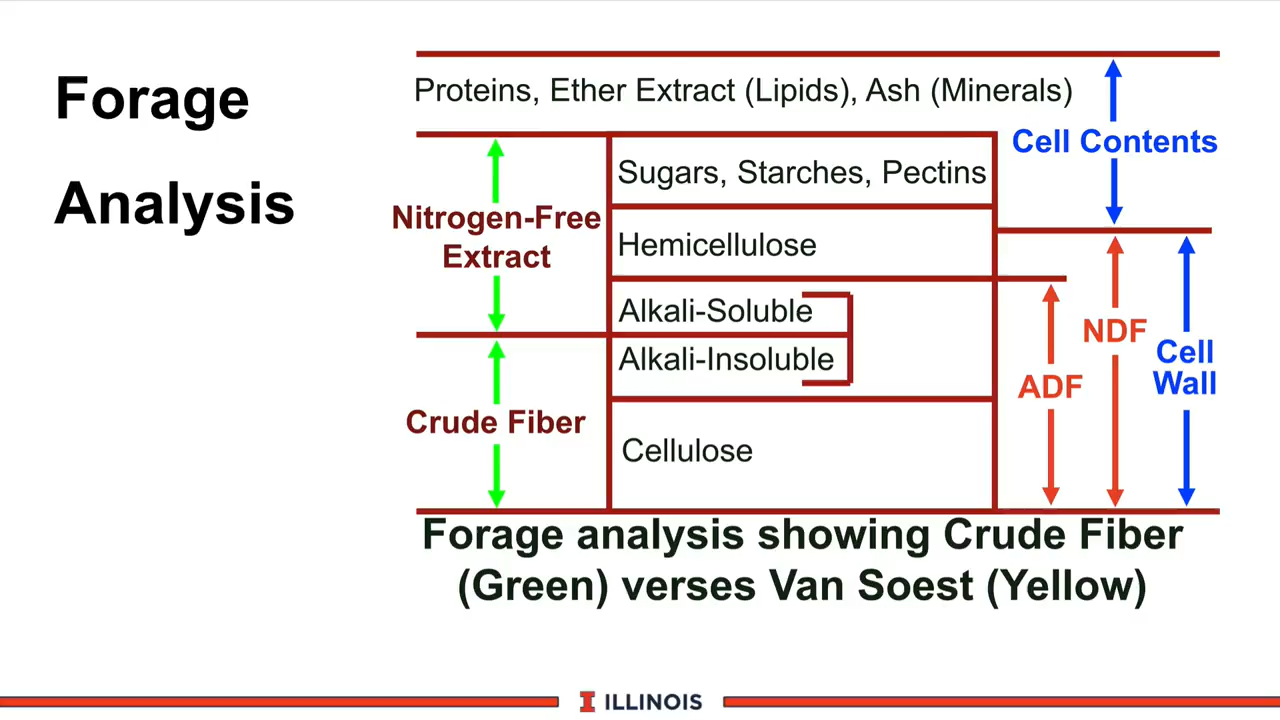 Forage
Analysis
Proteins, Ether Extract (Lipids), Ash (Minerals)
Cell Contents
Sugars, Starches, Pectins
Nitrogen-Free
Extract
Hemicellulose
Alkali-Soluble
Alkali-Insoluble
NDF
Cell
Wall
ADF
Crude Fiber
Cellulose
Forage analysis showing Crude Fiber
(Green) verses Van Soest (Yellow)
I ILLINOIS